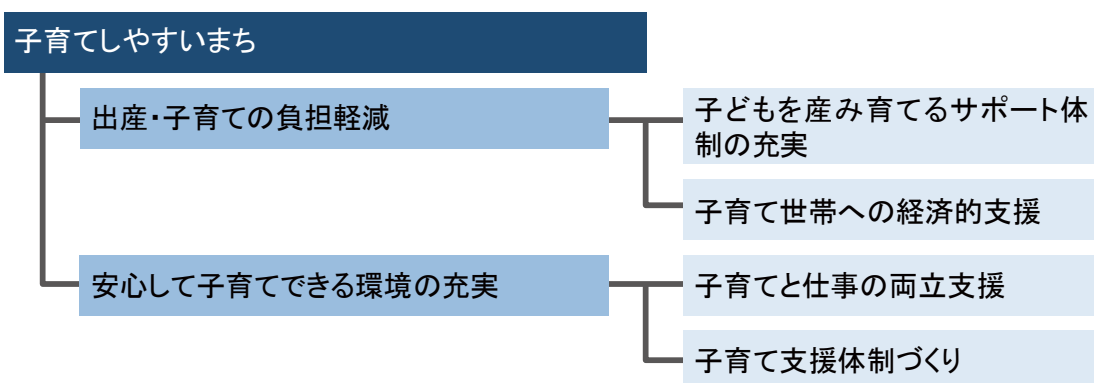 子育てしやすいまち
出産・子育ての負担軽減
子どもを産み育てるサポート体
制の充実
子育て世帯への経済的支援
安心して子育てできる環境の充実
子育てと仕事の両立支援
子育て支援体制づくり